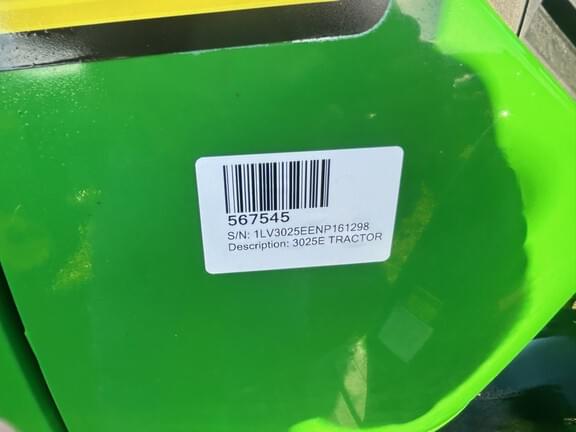 567545
S/N: 1LV3025EENP161298
Description: 3025E TRACTOR